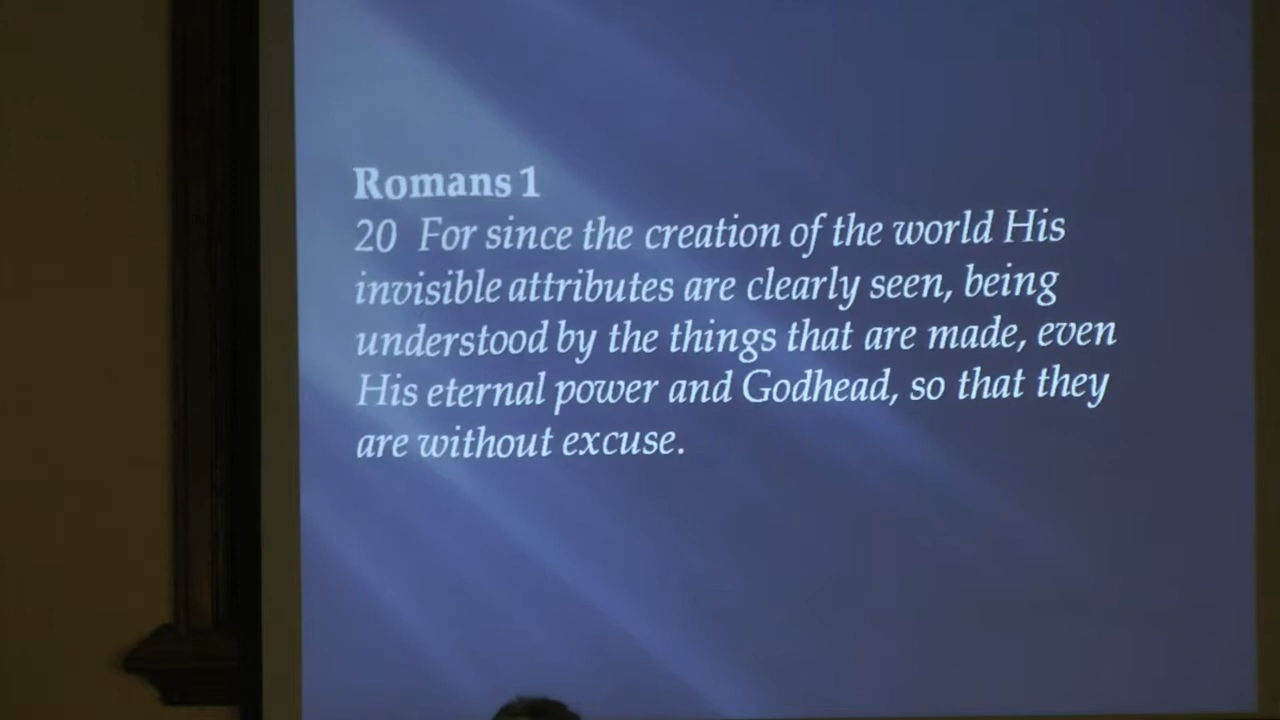 Romans 1
20 For since the creation of the world His
invisible attributes are clearly seen, being
understood by the things that are made, even
His eternal power and Godhead, so that they
are without excuse.